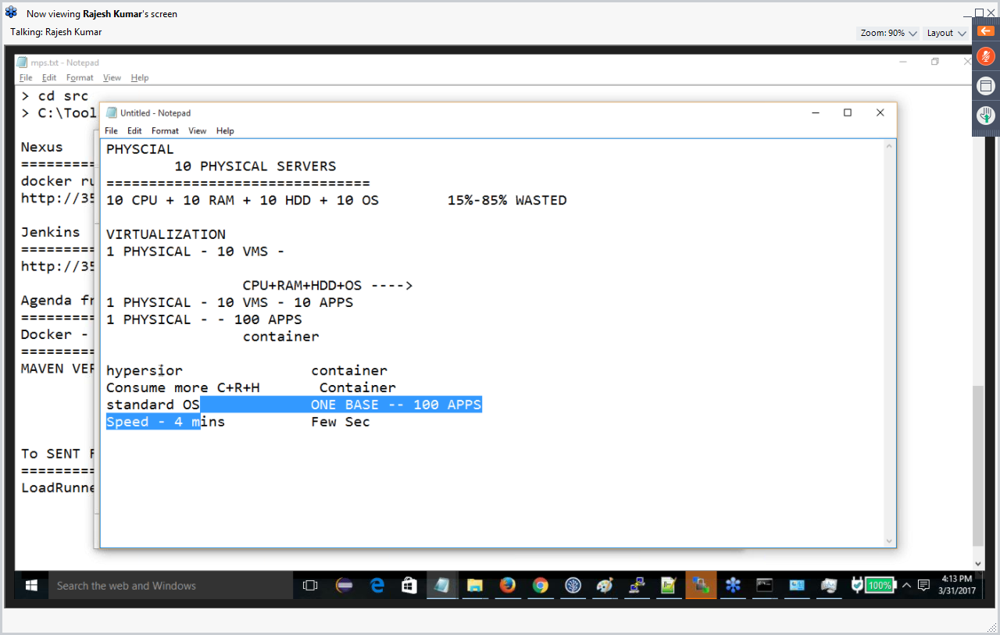 Now viewing Rajesh Kumar's screen
Talking: Rajesh Kumar
Zoom: 90%
Layout
mps.txt - Notepad
File Edit Format View Help
> cd src
> C:\Tool
Nexus
==========
docker ru
http://35
Jenkins
==========
http://35
Agenda fr
==========
Docker -
==========
MAVEN VER
To SENT
==========
LoadRunne
Untitled - Notepad
File Edit Format View Help
PHYSCIAL
10 PHYSICAL SERVERS
===============================
10 CPU + 10 RAM + 10 HDD + 10 OS 15%-85% WASTED
VIRTUALIZATION
1 PHYSICAL - 10 VMS -
CPU+RAM+HDD+OS ---->
1 PHYSICAL - 10 VMS - 10 APPS
1 PHYSICAL - - 100 APPS
container
hypersior container
Consume more C+R+H Container
standard OS ONE BASE -- 100 APPS
Speed - 4 mins Few Sec
Search the web and Windows
100%
4:13 PM
3/31/2017